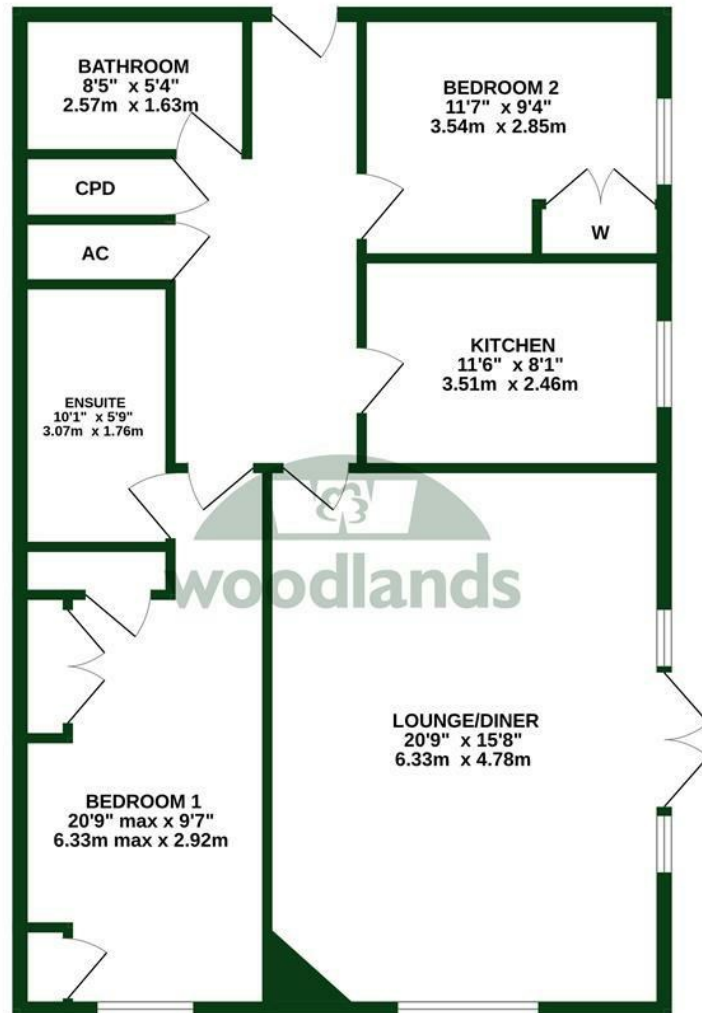 BATHROOM
8'5" x 5'4"
2.57m x 1.63m
BEDROOM 2
11'7" x 9'4"
3.54m x 2.85m
CPD
W
AC
KITCHEN
11'6" x 8'1"
3.51m x 2.46m
ENSUITE
10'1" x 5'9"
3.07m x 1.76m
woodlands
LOUNGE/DINER
20'9" x 15'8"
6.33m x 4.78m
BEDROOM 1
20'9" max x 9'7"
6.33m max x 2.92m